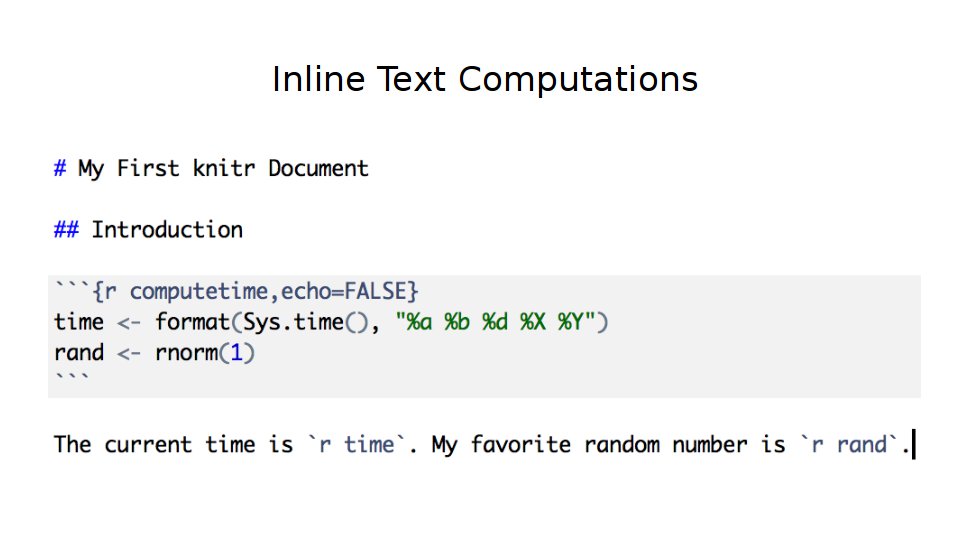 Inline Text Computations
# My First knitr Document
## Introduction
```{r computetime,echo=FALSE}
time <- format(Sys.time(), "%a %b %d %X %Y")
rand <- rnorm(1)
```
The current time is `r time`. My favorite random number is `r rand`.